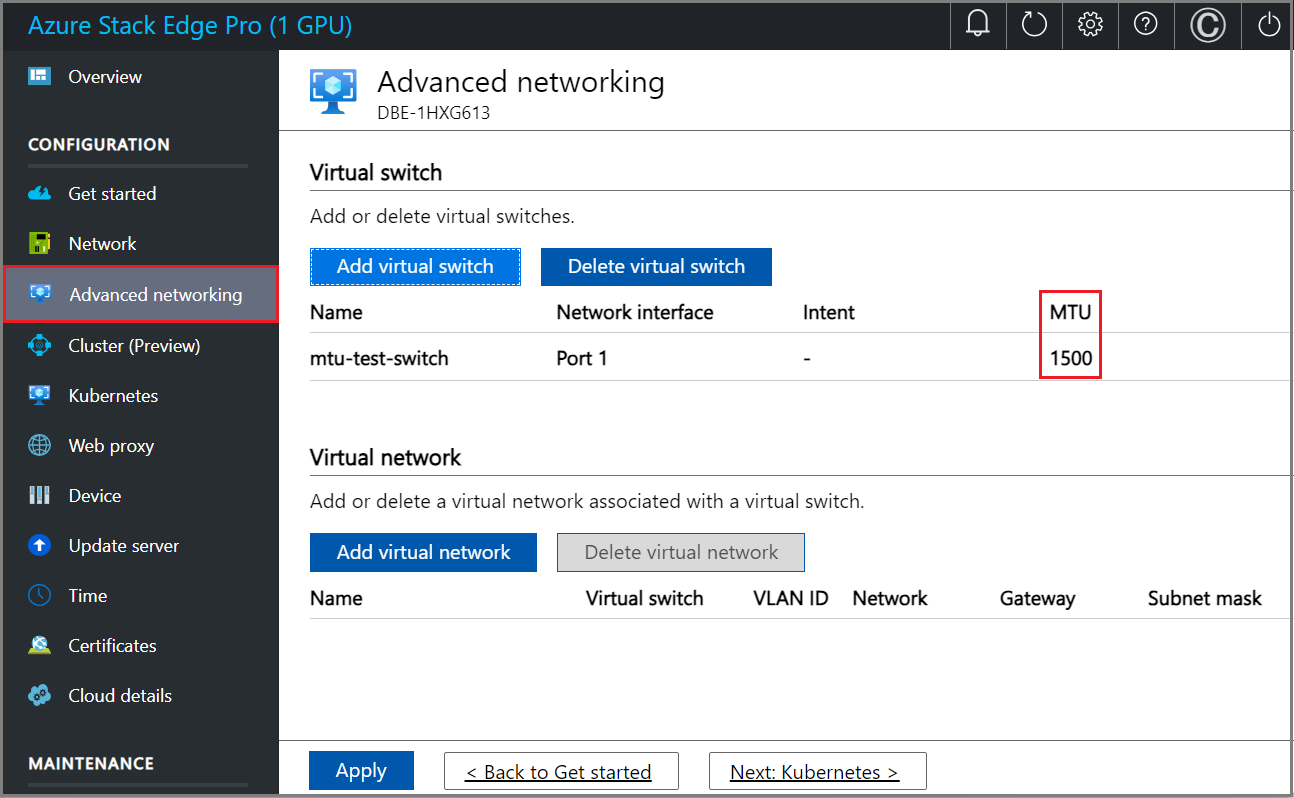 Azure Stack Edge Pro (1 GPU)
Overview
CONFIGURATION
Get started
Network
Advanced networking
Cluster (Preview)
Kubernetes
Web proxy
Device
Update server
Time
Certificates
Cloud details
MAINTENANCE
Advanced networking
DBE-1HXG613
Virtual switch
Add or delete virtual switches.
Add virtual switch Delete virtual switch
Name Network interface Intent MTU
mtu-test-switch Port 1 - 1500
Virtual network
Add or delete a virtual network associated with a virtual switch.
Add virtual network Delete virtual network
Name Virtual switch VLAN ID Network Gateway Subnet mask
Apply < Back to Get started Next: Kubernetes >